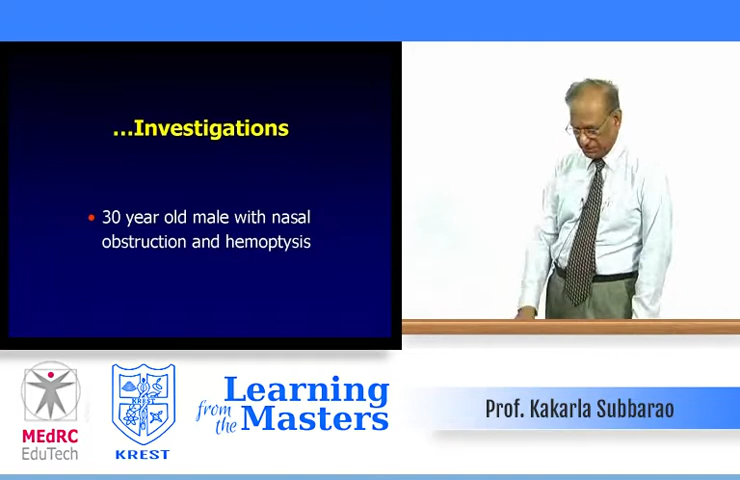 ...Investigations
• 30 year old male with nasal
obstruction and hemoptysis
MEdRC
EduTech
KREST
KREST
Learning
from the Masters
Prof. Kakarla Subbarao